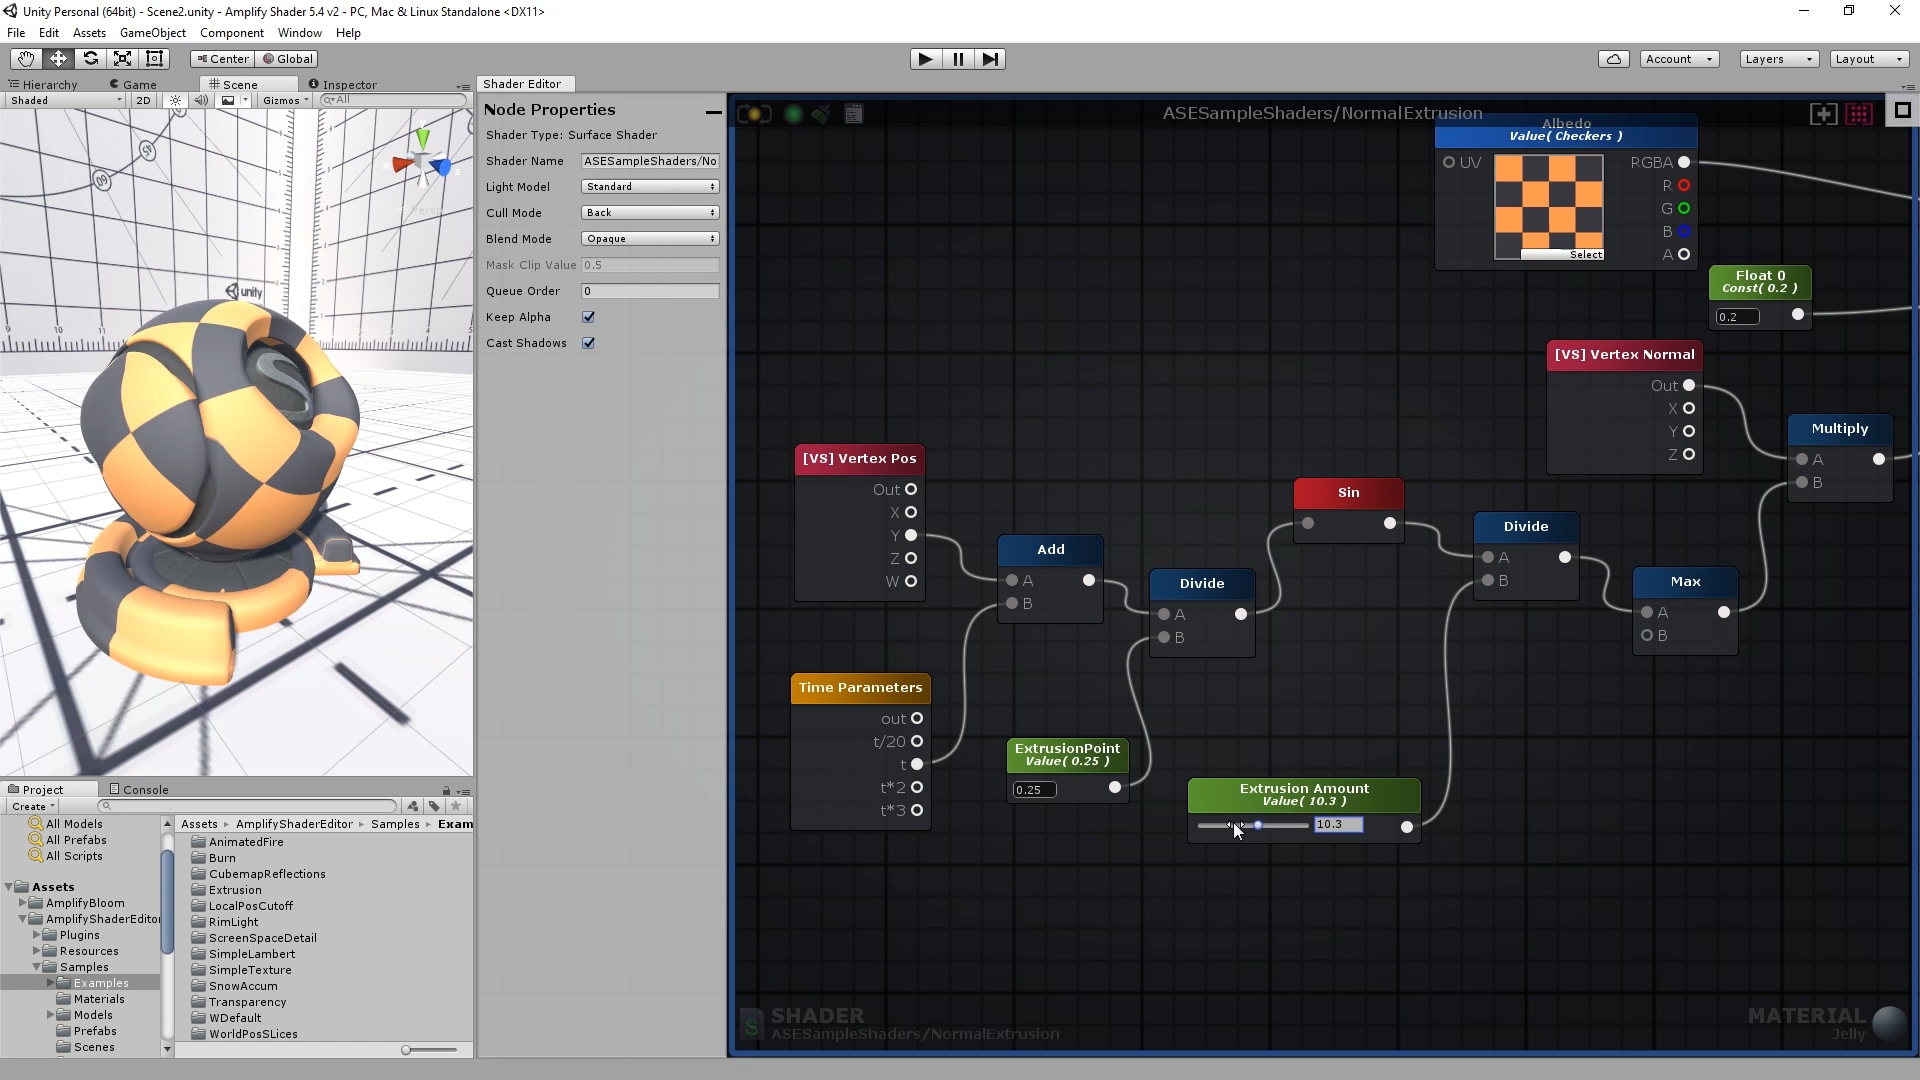 Unity Personal (64bit) - Scene2.unity - Amplify Shader 5.4 v2 - PC, Mac & Linux Standalone <DX11>
File Edit Assets GameObject Component Window Help
Center Global Account Layers Layout
Hierarchy Game Scene Inspector
Shaded 2D Gizmos All
unity
Shader Editor
Node Properties
Shader Type: Surface Shader
Shader Name ASESampleShaders/No
Light Model Standard
Cull Mode Back
Blend Mode Opaque
Mask Clip Value 0.5
Queue Order 0
Keep Alpha
Cast Shadows
ASESampleShaders/NormalExtrusion
Albedo
Value( Checkers )
UV RGBA
R
G
B
A
Select
Float 0
Const( 0.2 )
0.2
[VS] Vertex Normal
Out
X
Y
Z
Multiply
A
B
[VS] Vertex Pos
Out
X
Y
Z
W
Add
A
B
Divide
A
B
Sin
Divide
A
B
Max
A
B
Time Parameters
out
t/20
t
t*2
t*3
ExtrusionPoint
Value( 0.25 )
0.25
Extrusion Amount
Value( 10.3 )
10.3
SHADER
ASESampleShaders/NormalExtrusion
MATERIAL
Jelly
Project Console
Create
All Models
All Prefabs
All Scripts
Assets
AmplifyBloom
AmplifyShaderEditor
Plugins
Resources
Samples
Examples
Materials
Models
Prefabs
Scenes
Assets AmplifyShaderEditor Samples Exam
AnimatedFire
Burn
CubemapReflections
Extrusion
LocalPosCutoff
RimLight
ScreenSpaceDetail
SimpleLambert
SimpleTexture
SnowAccum
Transparency
WDefault
WorldPosSLices